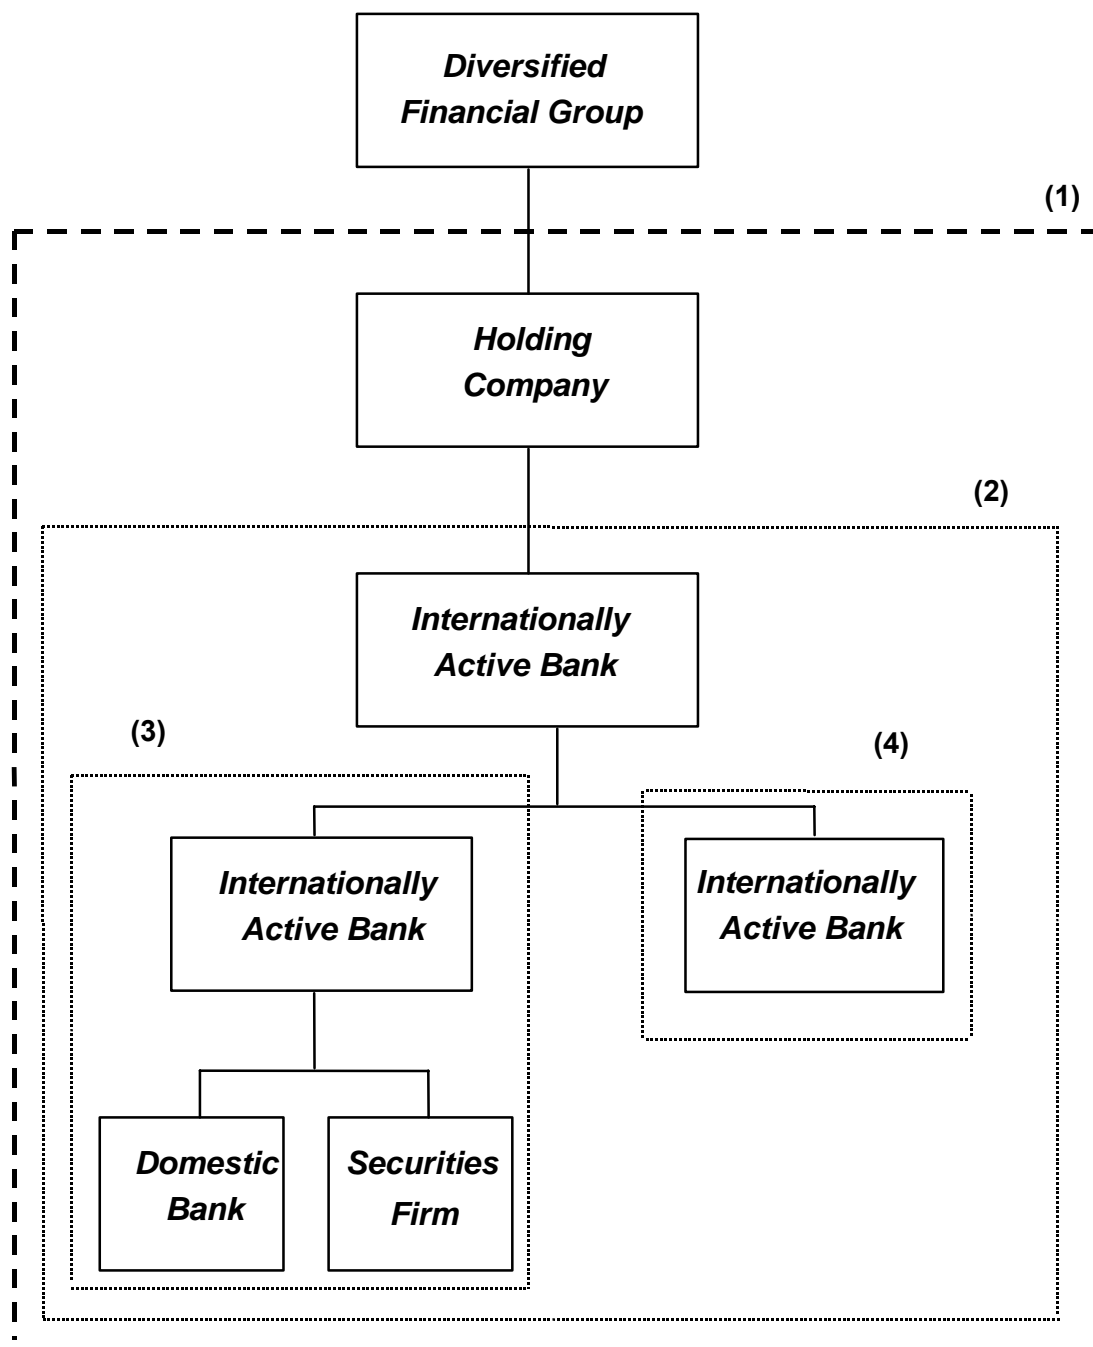 Diversified
Financial Group
(1)
Holding
Company
(2)
Internationally
Active Bank
(3)
(4)
Internationally
Active Bank
Internationally
Active Bank
Domestic
Bank
Securities
Firm